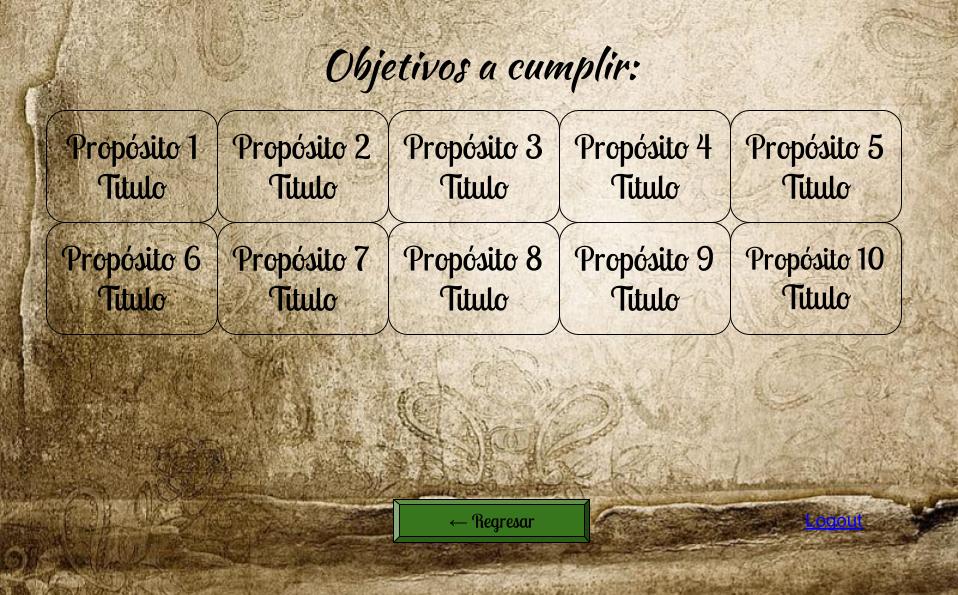 Objetivos a cumplir:
Propósito 1
Titulo
Propósito 2
Titulo
Propósito 3
Titulo
Propósito 4
Titulo
Propósito 5
Titulo
Propósito 6
Titulo
Propósito 7
Titulo
Propósito 8
Titulo
Propósito 9
Titulo
Propósito 10
Titulo
← Regresar
Logout